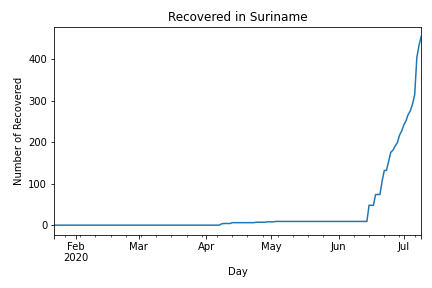 Recovered in Suriname
Number of Recovered
400
300
200
100
0
Feb
2020
Mar
Apr
May
Jun
Jul
Day